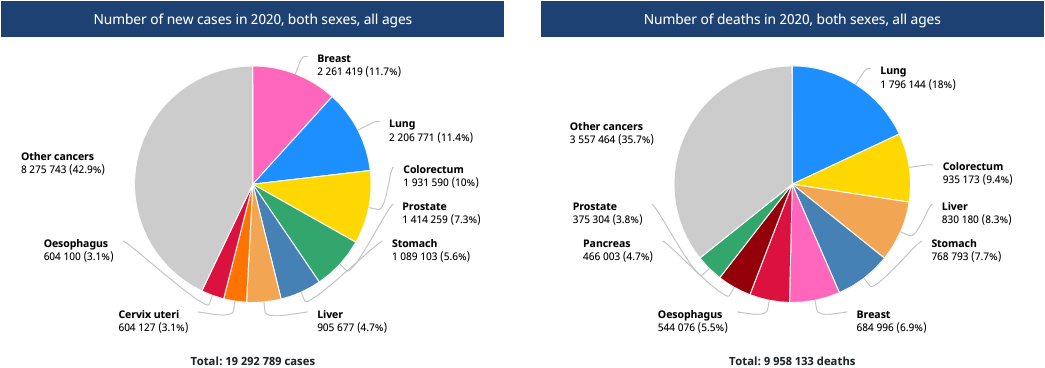 Number of new cases in 2020, both sexes, all ages
Breast
2 261 419 (11.7%)
Lung
2 206 771 (11.4%)
Colorectum
1 931 590 (10%)
Prostate
1 414 259 (7.3%)
Stomach
1 089 103 (5.6%)
Liver
905 677 (4.7%)
Cervix uteri
604 127 (3.1%)
Oesophagus
604 100 (3.1%)
Other cancers
8 275 743 (42.9%)
Total: 19 292 789 cases
Number of deaths in 2020, both sexes, all ages
Lung
1 796 144 (18%)
Colorectum
935 173 (9.4%)
Liver
830 180 (8.3%)
Stomach
768 793 (7.7%)
Breast
684 996 (6.9%)
Oesophagus
544 076 (5.5%)
Pancreas
466 003 (4.7%)
Prostate
375 304 (3.8%)
Other cancers
3 557 464 (35.7%)
Total: 9 958 133 deaths